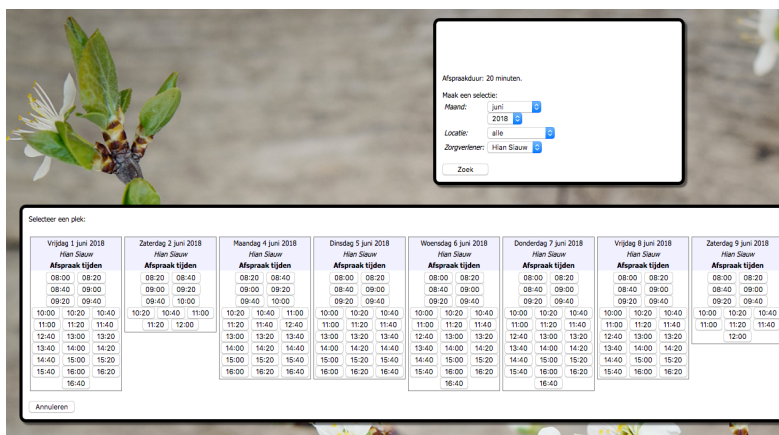 Afspraakduur: 20 minuten.
Maak een selectie:
Maand: juni
2018
Locatie: alle
Zorgverlener: Hian Siauw
Zoek
Selecteer een plek:
Vrijdag 1 juni 2018
Hian Siauw
Afspraak tijden
08:00 08:20
08:40 09:00
09:20 09:40
10:00 10:20 10:40
11:00 11:20 11:40
12:40 13:00 13:20
13:40 14:00 14:20
14:40 15:00 15:20
15:40 16:00 16:20
16:40
Zaterdag 2 juni 2018
Hian Siauw
Afspraak tijden
08:20 08:40
09:00 09:20
09:40 10:00
10:20 10:40 11:00
11:20 12:00
Maandag 4 juni 2018
Hian Siauw
Afspraak tijden
08:20 08:40
09:00 09:20
09:40 10:00
10:20 10:40 11:00
11:20 11:40 12:40
13:00 13:20 13:40
14:00 14:20 14:40
15:00 15:20 15:40
16:00 16:20 16:40
Dinsdag 5 juni 2018
Hian Siauw
Afspraak tijden
08:00 08:20
08:40 09:00
09:20 09:40
10:00 10:20 10:40
11:00 11:20 11:40
13:00 13:20 13:40
14:00 14:20 14:40
15:00 15:20 15:40
16:00 16:20 16:40
Woensdag 6 juni 2018
Hian Siauw
Afspraak tijden
08:00 08:20
08:40 09:00
09:20 09:40
10:00 10:20 10:40
11:00 11:20 11:40
12:40 13:00 13:20
13:40 14:00 14:20
14:40 15:00 15:20
15:40 16:00 16:20
16:40
Donderdag 7 juni 2018
Hian Siauw
Afspraak tijden
08:00 08:20
08:40 09:00
09:20 09:40
10:00 10:20 10:40
11:00 11:20 11:40
12:40 13:00 13:20
13:40 14:00 14:20
14:40 15:00 15:20
15:40 16:00 16:20
16:40
Vrijdag 8 juni 2018
Hian Siauw
Afspraak tijden
08:00 08:20
08:40 09:00
09:20 09:40
10:00 10:20 10:40
11:00 11:20 11:40
12:40 13:00 13:20
13:40 14:00 14:20
14:40 15:00 15:20
15:40 16:00 16:20
Zaterdag 9 juni 2018
Hian Siauw
Afspraak tijden
08:00 08:20
08:40 09:00
09:20 09:40
10:00 10:20 10:40
11:00 11:20 11:40
12:00
Annuleren